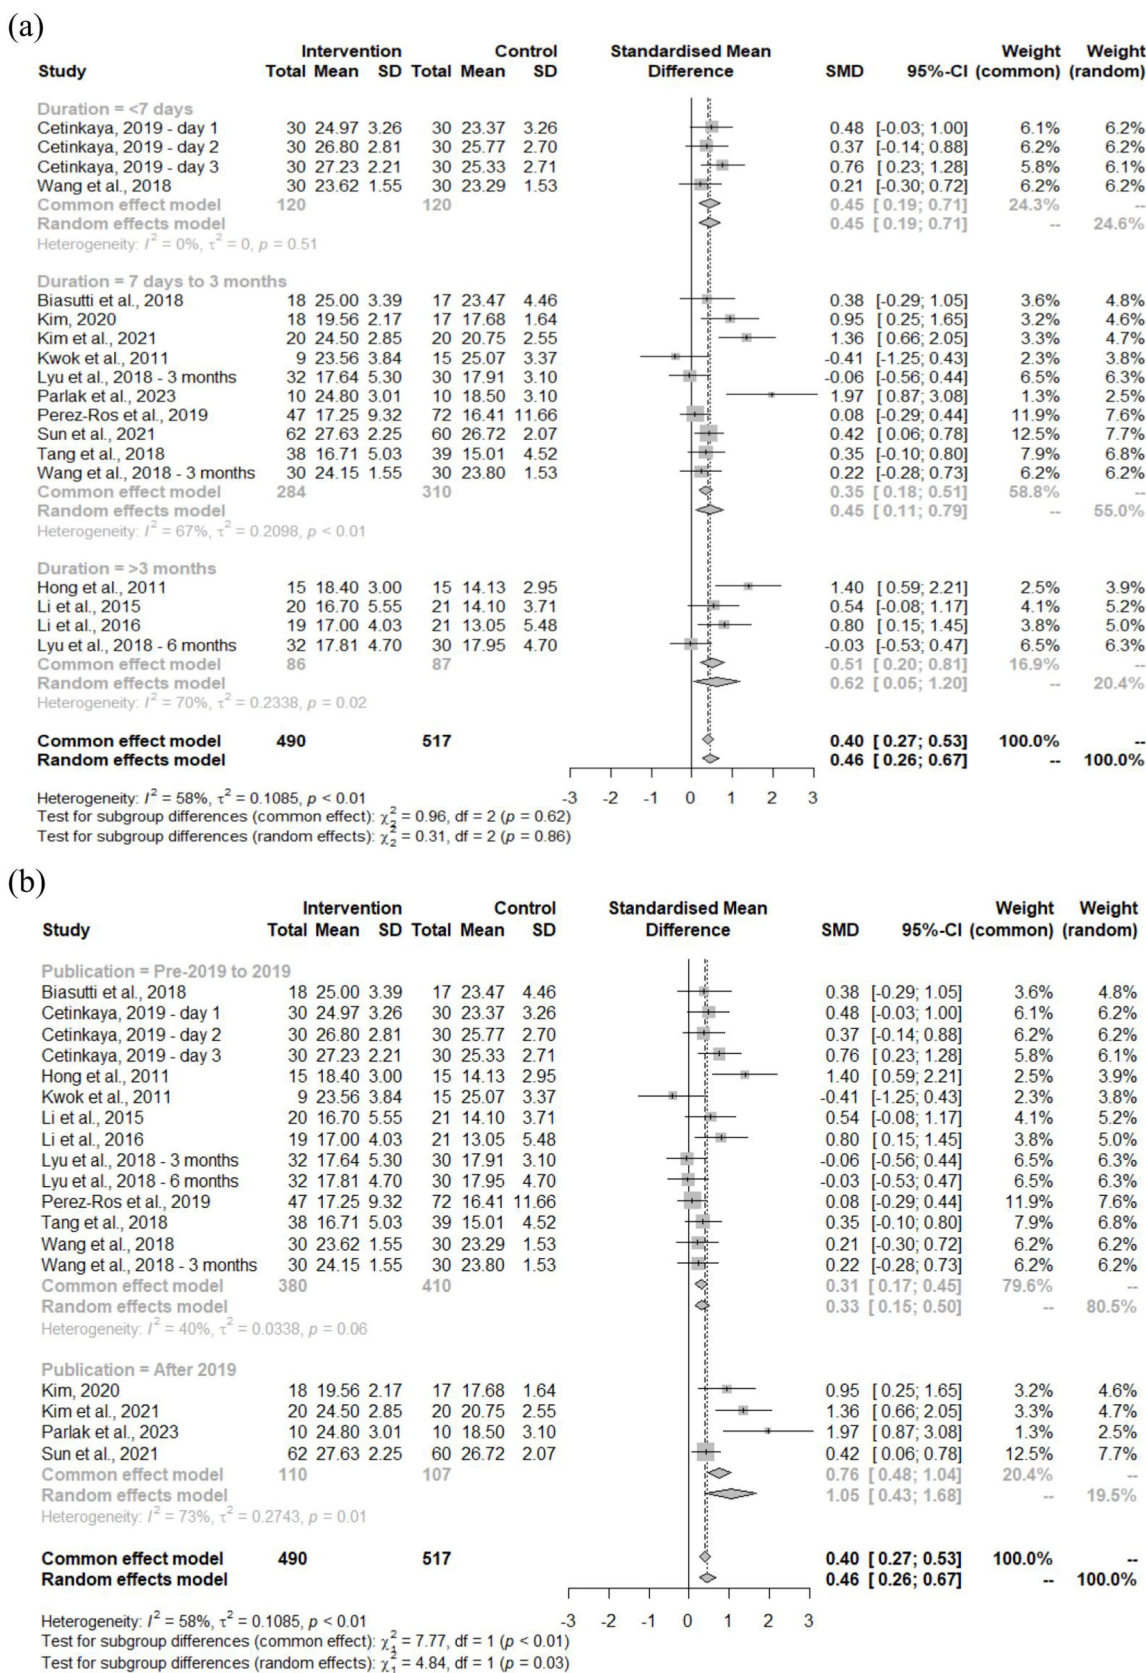 (a)
Intervention Control Standardised Mean Weight Weight
Study Total Mean SD Total Mean SD Difference SMD 95%-CI (common) (random)
Duration = <7 days
Cetinkaya, 2019 - day 1 30 24.97 3.26 30 23.37 3.26 0.48 [-0.03; 1.00] 6.1% 6.2%
Cetinkaya, 2019 - day 2 30 26.80 2.81 30 25.77 2.70 0.37 [-0.14; 0.88] 6.2% 6.2%
Cetinkaya, 2019 - day 3 30 27.23 2.21 30 25.33 2.71 0.76 [ 0.23; 1.28] 5.8% 6.1%
Wang et al., 2018 30 23.62 1.55 30 23.29 1.53 0.21 [-0.30; 0.72] 6.2% 6.2%
Common effect model 120 120 0.45 [ 0.19; 0.71] 24.3% --
Random effects model 0.45 [ 0.19; 0.71] -- 24.6%
Heterogeneity: I² = 0%, τ² = 0, p = 0.51
Duration = 7 days to 3 months
Biasutti et al., 2018 18 25.00 3.39 17 23.47 4.46 0.38 [-0.29; 1.05] 3.6% 4.8%
Kim, 2020 18 19.56 2.17 17 17.68 1.64 0.95 [ 0.25; 1.65] 3.2% 4.6%
Kim et al., 2021 20 24.50 2.85 20 20.75 2.55 1.36 [ 0.66; 2.05] 3.3% 4.7%
Kwok et al., 2011 9 23.56 3.84 15 25.07 3.37 -0.41 [-1.25; 0.43] 2.3% 3.8%
Lyu et al., 2018 - 3 months 32 17.64 5.30 30 17.91 3.10 -0.06 [-0.56; 0.44] 6.5% 6.3%
Parlak et al., 2023 10 24.80 3.01 10 18.50 3.10 1.97 [ 0.87; 3.08] 1.3% 2.5%
Perez-Ros et al., 2019 47 17.25 9.32 72 16.41 11.66 0.08 [-0.29; 0.44] 11.9% 7.6%
Sun et al., 2021 62 27.63 2.25 60 26.72 2.07 0.42 [ 0.06; 0.78] 12.5% 7.7%
Tang et al., 2018 38 16.71 5.03 39 15.01 4.52 0.35 [-0.10; 0.80] 7.9% 6.8%
Wang et al., 2018 - 3 months 30 24.15 1.55 30 23.80 1.53 0.22 [-0.28; 0.73] 6.2% 6.2%
Common effect model 284 310 0.35 [ 0.18; 0.51] 58.8% --
Random effects model 0.45 [ 0.11; 0.79] -- 55.0%
Heterogeneity: I² = 67%, τ² = 0.2098, p < 0.01
Duration = >3 months
Hong et al., 2011 15 18.40 3.00 15 14.13 2.95 1.40 [ 0.59; 2.21] 2.5% 3.9%
Li et al., 2015 20 16.70 5.55 21 14.10 3.71 0.54 [-0.08; 1.17] 4.1% 5.2%
Li et al., 2016 19 17.00 4.03 21 13.05 5.48 0.80 [ 0.15; 1.45] 3.8% 5.0%
Lyu et al., 2018 - 6 months 32 17.81 4.70 30 17.95 4.70 -0.03 [-0.53; 0.47] 6.5% 6.3%
Common effect model 86 87 0.51 [ 0.20; 0.81] 16.9% --
Random effects model 0.62 [ 0.05; 1.20] -- 20.4%
Heterogeneity: I² = 70%, τ² = 0.2338, p = 0.02
Common effect model 490 517 0.40 [ 0.27; 0.53] 100.0% --
Random effects model 0.46 [ 0.26; 0.67] -- 100.0%
-3 -2 -1 0 1 2 3
Heterogeneity: I² = 58%, τ² = 0.1085, p < 0.01
Test for subgroup differences (common effect): χ²₂ = 0.96, df = 2 (p = 0.62)
Test for subgroup differences (random effects): χ²₂ = 0.31, df = 2 (p = 0.86)
(b)
Intervention Control Standardised Mean Weight Weight
Study Total Mean SD Total Mean SD Difference SMD 95%-CI (common) (random)
Publication = Pre-2019 to 2019
Biasutti et al., 2018 18 25.00 3.39 17 23.47 4.46 0.38 [-0.29; 1.05] 3.6% 4.8%
Cetinkaya, 2019 - day 1 30 24.97 3.26 30 23.37 3.26 0.48 [-0.03; 1.00] 6.1% 6.2%
Cetinkaya, 2019 - day 2 30 26.80 2.81 30 25.77 2.70 0.37 [-0.14; 0.88] 6.2% 6.2%
Cetinkaya, 2019 - day 3 30 27.23 2.21 30 25.33 2.71 0.76 [ 0.23; 1.28] 5.8% 6.1%
Hong et al., 2011 15 18.40 3.00 15 14.13 2.95 1.40 [ 0.59; 2.21] 2.5% 3.9%
Kwok et al., 2011 9 23.56 3.84 15 25.07 3.37 -0.41 [-1.25; 0.43] 2.3% 3.8%
Li et al., 2015 20 16.70 5.55 21 14.10 3.71 0.54 [-0.08; 1.17] 4.1% 5.2%
Li et al., 2016 19 17.00 4.03 21 13.05 5.48 0.80 [ 0.15; 1.45] 3.8% 5.0%
Lyu et al., 2018 - 3 months 32 17.64 5.30 30 17.91 3.10 -0.06 [-0.56; 0.44] 6.5% 6.3%
Lyu et al., 2018 - 6 months 32 17.81 4.70 30 17.95 4.70 -0.03 [-0.53; 0.47] 6.5% 6.3%
Perez-Ros et al., 2019 47 17.25 9.32 72 16.41 11.66 0.08 [-0.29; 0.44] 11.9% 7.6%
Tang et al., 2018 38 16.71 5.03 39 15.01 4.52 0.35 [-0.10; 0.80] 7.9% 6.8%
Wang et al., 2018 30 23.62 1.55 30 23.29 1.53 0.21 [-0.30; 0.72] 6.2% 6.2%
Wang et al., 2018 - 3 months 30 24.15 1.55 30 23.80 1.53 0.22 [-0.28; 0.73] 6.2% 6.2%
Common effect model 380 410 0.31 [ 0.17; 0.45] 79.6% --
Random effects model 0.33 [ 0.15; 0.50] -- 80.5%
Heterogeneity: I² = 40%, τ² = 0.0338, p = 0.06
Publication = After 2019
Kim, 2020 18 19.56 2.17 17 17.68 1.64 0.95 [ 0.25; 1.65] 3.2% 4.6%
Kim et al., 2021 20 24.50 2.85 20 20.75 2.55 1.36 [ 0.66; 2.05] 3.3% 4.7%
Parlak et al., 2023 10 24.80 3.01 10 18.50 3.10 1.97 [ 0.87; 3.08] 1.3% 2.5%
Sun et al., 2021 62 27.63 2.25 60 26.72 2.07 0.42 [ 0.06; 0.78] 12.5% 7.7%
Common effect model 110 107 0.76 [ 0.48; 1.04] 20.4% --
Random effects model 1.05 [ 0.43; 1.68] -- 19.5%
Heterogeneity: I² = 73%, τ² = 0.2743, p = 0.01
Common effect model 490 517 0.40 [ 0.27; 0.53] 100.0% --
Random effects model 0.46 [ 0.26; 0.67] -- 100.0%
-3 -2 -1 0 1 2 3
Heterogeneity: I² = 58%, τ² = 0.1085, p < 0.01
Test for subgroup differences (common effect): χ²₁ = 7.77, df = 1 (p < 0.01)
Test for subgroup differences (random effects): χ²₁ = 4.84, df = 1 (p = 0.03)